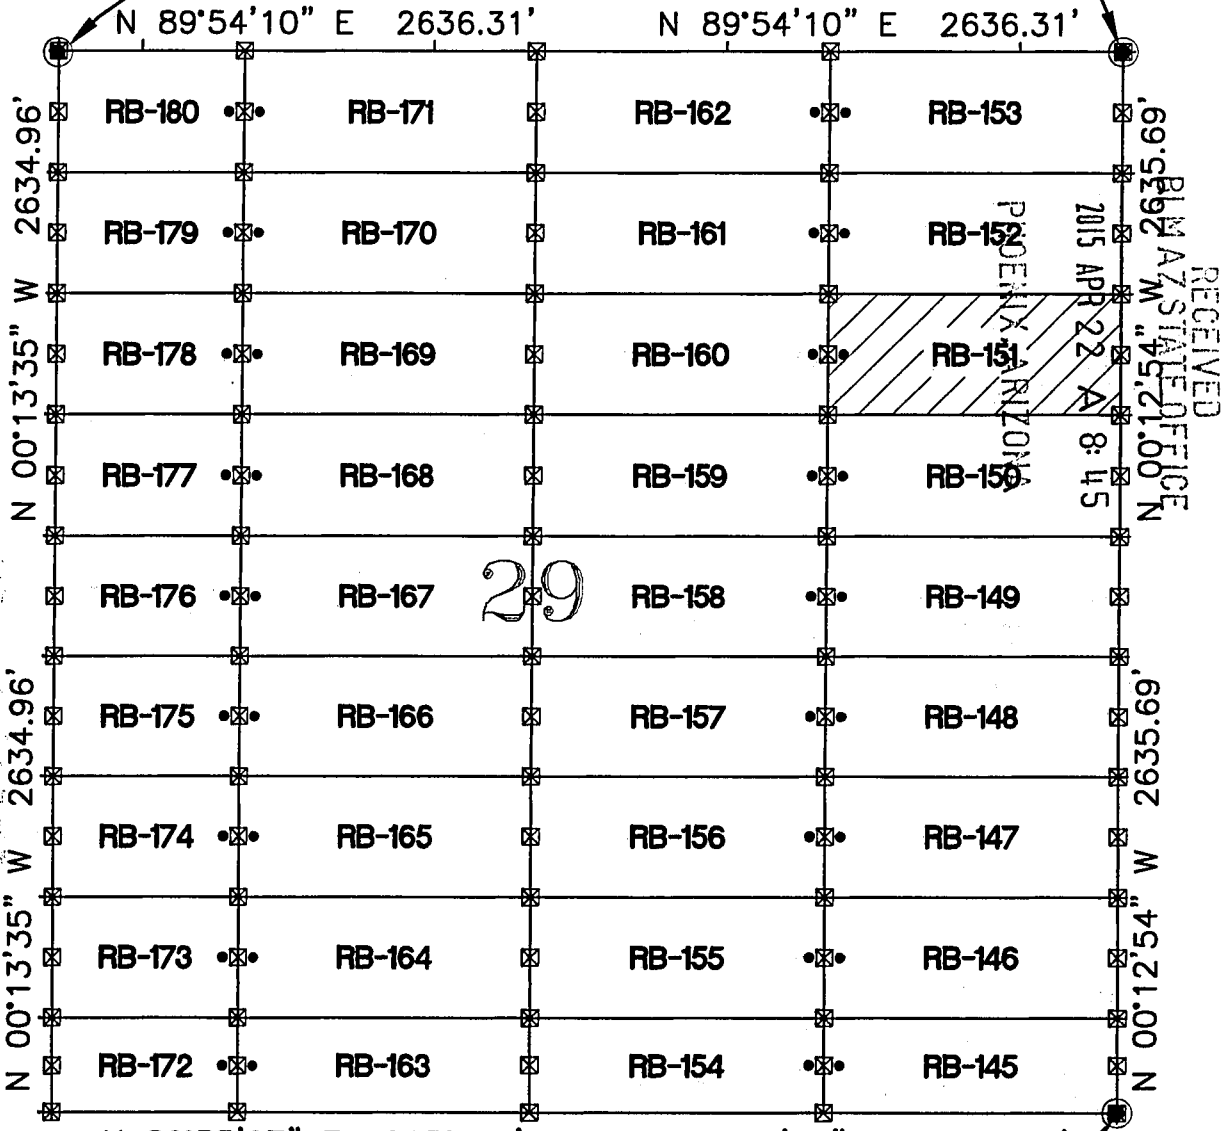 N 89°54'10" E 2636.31' N 89°54'10" E 2636.31'
RB-180 RB-171 RB-162 RB-153
RB-179 RB-170 RB-161 RB-152
RB-178 RB-169 RB-160 RB-151
RB-177 RB-168 RB-159 RB-150
RB-176 RB-167 RB-158 RB-149
29
RB-175 RB-166 RB-157 RB-148
RB-174 RB-165 RB-156 RB-147
RB-173 RB-164 RB-155 RB-146
RB-172 RB-163 RB-154 RB-145
N 00°13'35" W 2634.96'
N 00°13'35" W 2634.96'
N 00°12'54" W 2635.69'
N 00°12'54" W 2635.69'
RECEIVED
BLM AZ STATE OFFICE
2015 APR 22 A 8:45
PHOENIX, ARIZONA